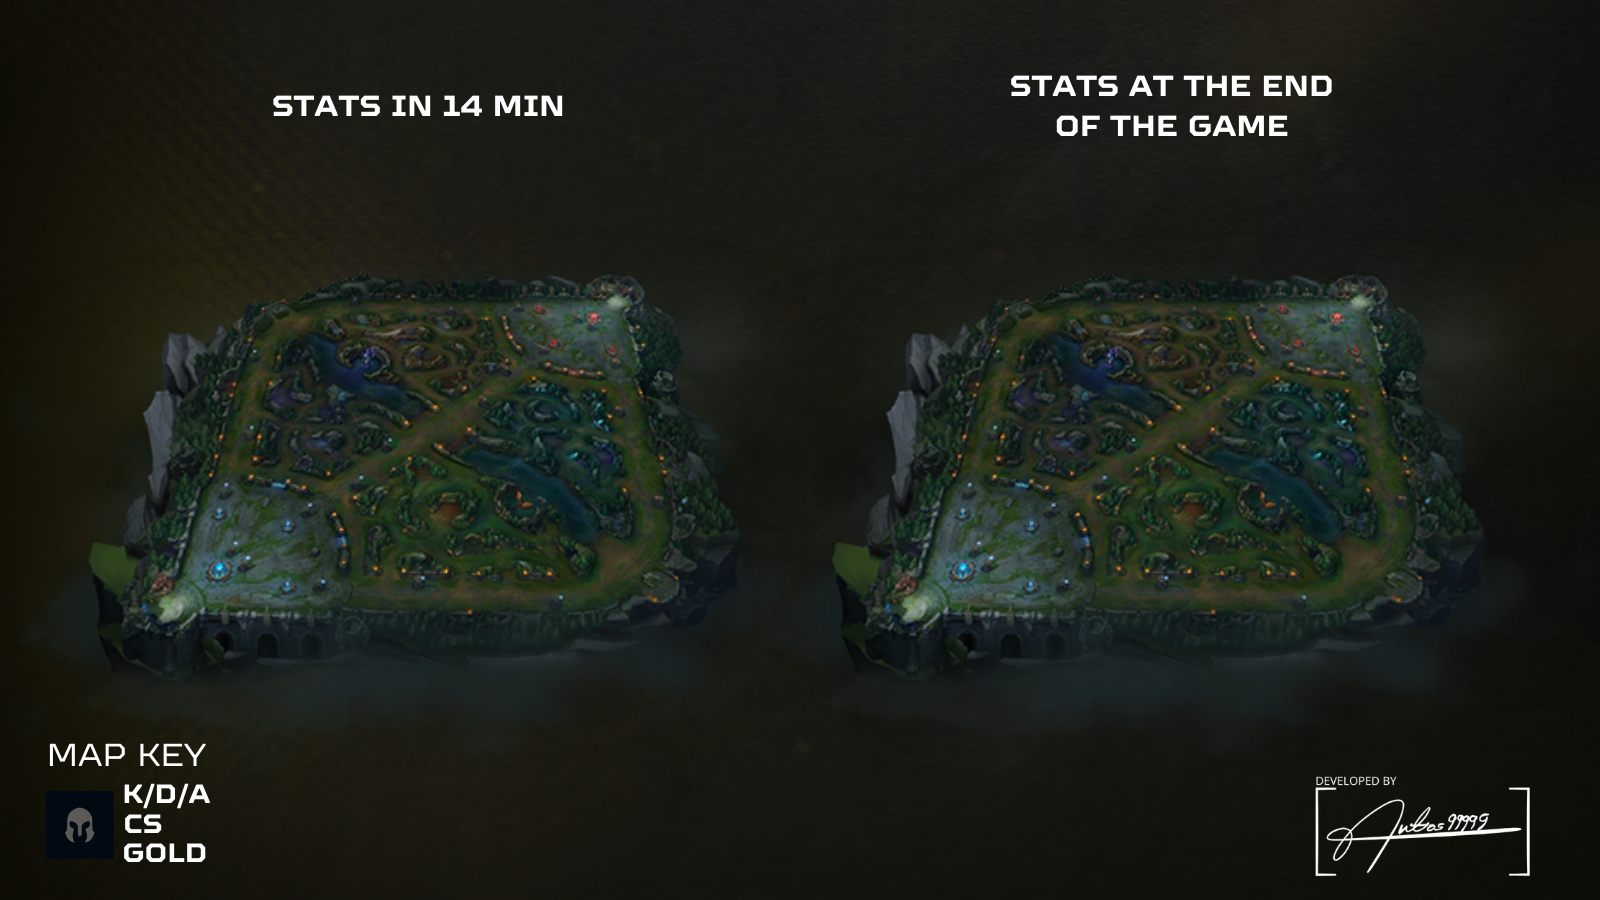 STATS IN 14 MIN
STATS AT THE END
OF THE GAME
MAP KEY
K/D/A
CS
GOLD
DEVELOPED BY